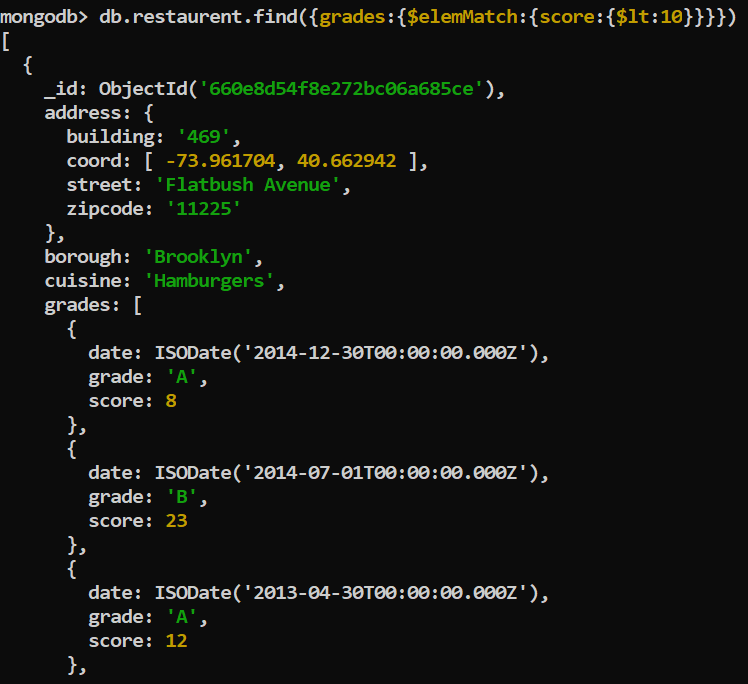 mongodb> db.restaurent.find({grades:{$elemMatch:{score:{$lt:10}}}})
[
  {
    _id: ObjectId('660e8d54f8e272bc06a685ce'),
    address: {
      building: '469',
      coord: [ -73.961704, 40.662942 ],
      street: 'Flatbush Avenue',
      zipcode: '11225'
    },
    borough: 'Brooklyn',
    cuisine: 'Hamburgers',
    grades: [
      {
        date: ISODate('2014-12-30T00:00:00.000Z'),
        grade: 'A',
        score: 8
      },
      {
        date: ISODate('2014-07-01T00:00:00.000Z'),
        grade: 'B',
        score: 23
      },
      {
        date: ISODate('2013-04-30T00:00:00.000Z'),
        grade: 'A',
        score: 12
      },